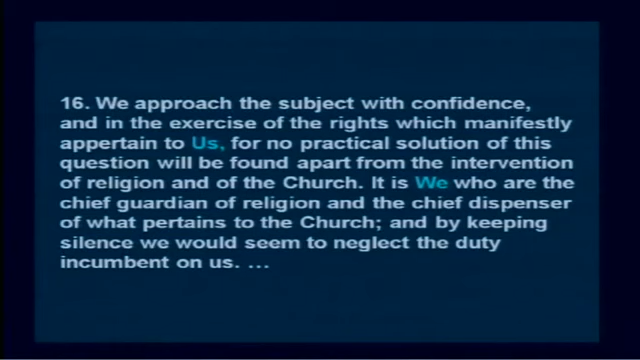 16. We approach the subject with confidence,
and in the exercise of the rights which manifestly
appertain to Us, for no practical solution of this
question will be found apart from the intervention
of religion and of the Church. It is We who are the
chief guardian of religion and the chief dispenser
of what pertains to the Church; and by keeping
silence we would seem to neglect the duty
incumbent on us. ...